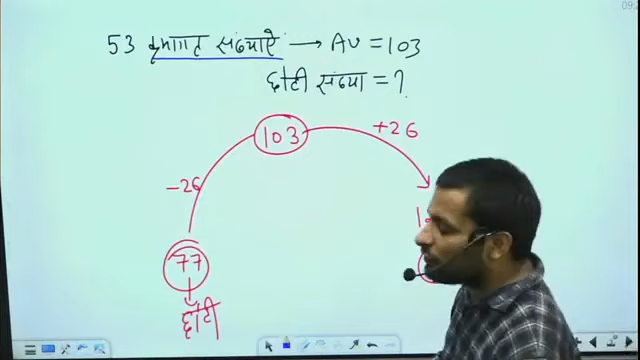 53 क्रमागत संख्याऐं → AV = 103
छोटी संख्या = ?
103
+26
-26
77
छोटी